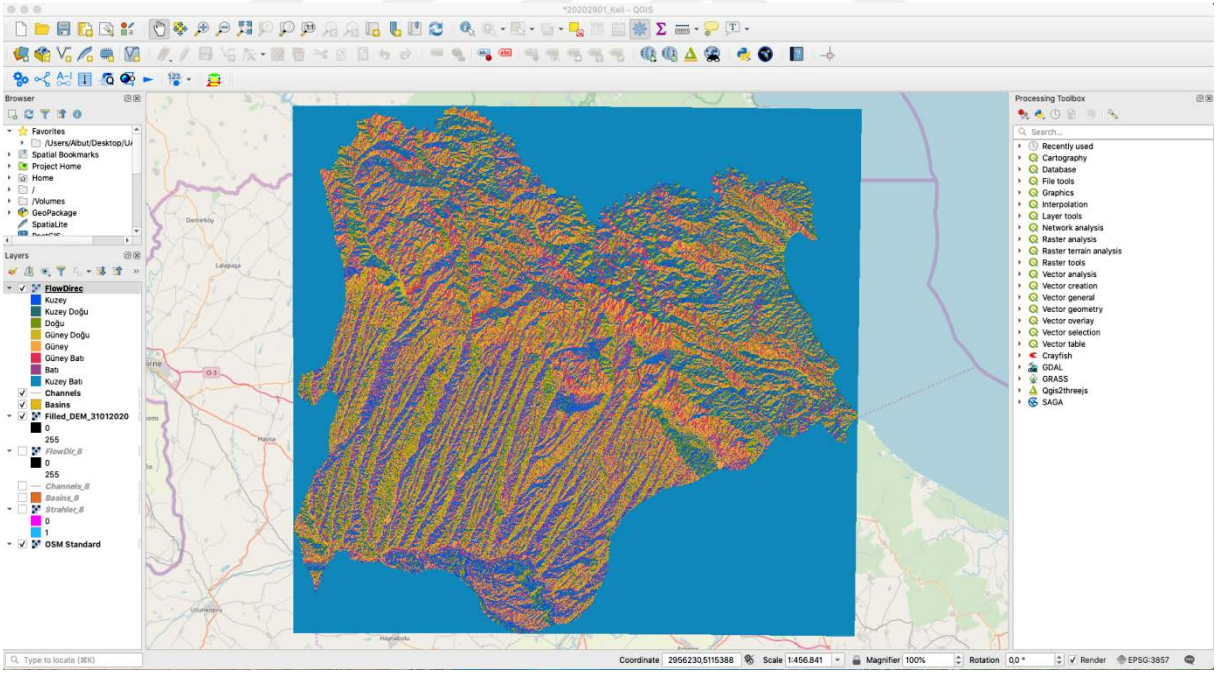 *20202901_Keli - QGIS
Browser
Favorites
/Users/Aibut/Desktop/U/
Spatial Bookmarks
Project Home
Home
/
/Volumes
GeoPackage
SpatiaLite
PostGIS
Layers
FlowDirec
Kuzey
Kuzey Doğu
Doğu
Güney Doğu
Güney
Güney Batı
Batı
Kuzey Batı
Channels
Basins
Filled_DEM_31012020
0
255
FlowDir_B
0
255
Channels_B
Basins_B
Strahler_B
0
1
OSM Standard
Demirköy
Lalapaşa
O-3
Havsa
Uzunköprü
Hayrabolu
Processing Toolbox
Search...
Recently used
Cartography
Database
File tools
Graphics
Interpolation
Layer tools
Network analysis
Raster analysis
Raster terrain analysis
Raster tools
Vector analysis
Vector creation
Vector general
Vector geometry
Vector overlay
Vector selection
Vector table
Crayfish
GDAL
GRASS
Qgis2threejs
SAGA
Type to locate (⌘K)
Coordinate 2956230,5115388 Scale 1:456.841 Magnifier 100% Rotation 0,0 ° Render EPSG:3857